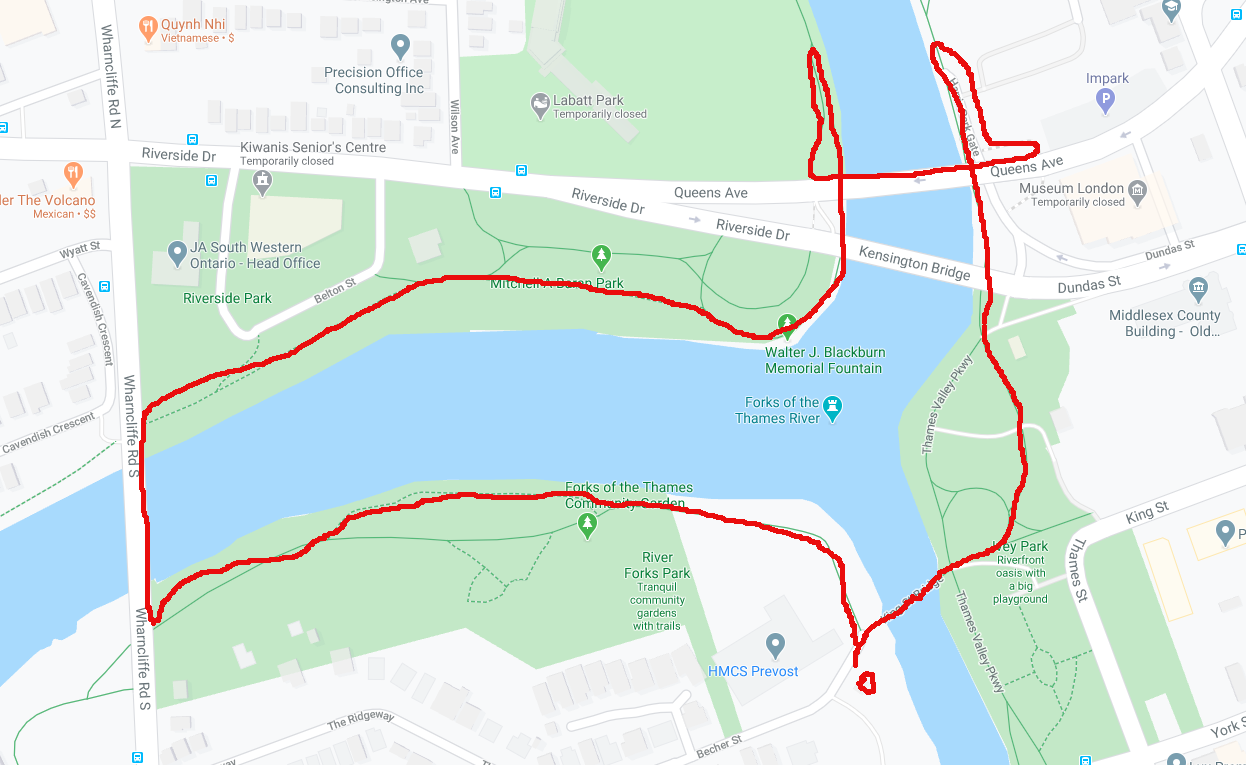 Quynh Nhi
Vietnamese • $
Wharncliffe Rd N
Precision Office
Consulting Inc
Labatt Park
Temporarily closed
Impark
P
Wilson Ave
Riverside Dr
Kiwanis Senior's Centre
Temporarily closed
Queens Ave
Museum London
Temporarily closed
der The Volcano
Mexican • $$
Queens Ave
Riverside Dr
Riverside Dr
Kensington Bridge
Dundas St
Dundas St
Wyatt St
JA South Western
Ontario - Head Office
Riverside Park
Belton St
Mitchell A Baran Park
Cavendish Crescent
Middlesex County
Building - Old...
Walter J. Blackburn
Memorial Fountain
Forks of the
Thames River
Thames-Valley-Pkwy
Wharncliffe Rd S
Cavendish Crescent
Forks of the Thames
Community Garden
King St
River
Forks Park
Tranquil
community
gardens
with trails
Ivey Park
Riverfront
oasis with
a big
playground
Thames St
Thames-Valley-Pkwy
Wharncliffe Rd S
HMCS Prevost
The Ridgeway
Becher St
York S